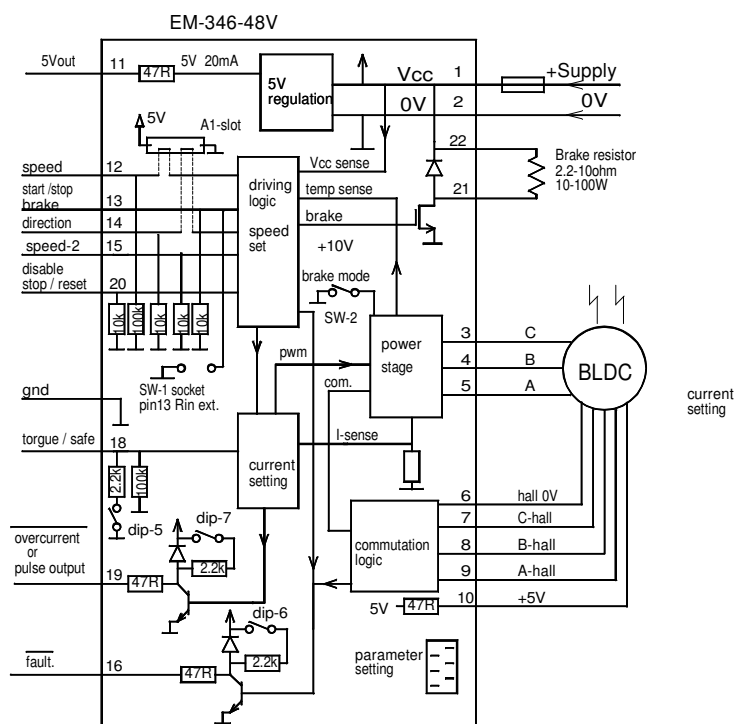 EM-346-48V
5Vout 11 47R 5V 20mA
5V regulation
Vcc 1 +Supply
0V 2 0V
5V A1-slot
22
Brake resistor
2.2-10ohm
10-100W
21
speed 12
start /stop
brake 13
direction 14
speed-2 15
disable
stop / reset 20
driving
logic
speed
set
Vcc sense
temp sense
brake
+10V
brake mode
SW-2
10k 100k 10k 10k 10k
SW-1 socket
pin13 Rin ext.
pwm
com.
power
stage
3 C
4 B
5 A
BLDC
current
setting
gnd
torgue / safe 18
2.2k 100k
dip-5
current
setting
I-sense
6 hall 0V
7 C-hall
8 B-hall
9 A-hall
10 +5V
5V 47R
commutation
logic
overcurrent
or
pulse output
19 47R
dip-7
2.2k
dip-6
2.2k
fault.
16 47R
parameter
setting